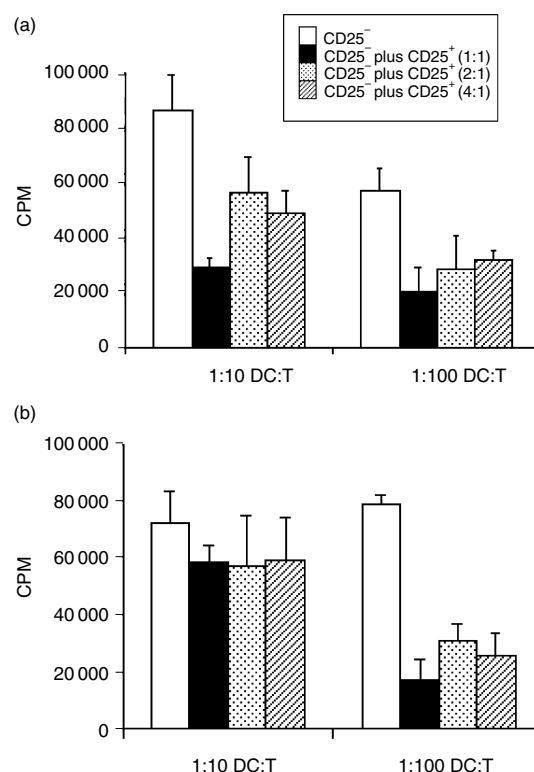 (a)
CD25⁻
CD25⁻ plus CD25⁺ (1:1)
CD25⁻ plus CD25⁺ (2:1)
CD25⁻ plus CD25⁺ (4:1)
100 000
80 000
60 000
40 000
20 000
0
CPM
1:10 DC:T
1:100 DC:T
(b)
100 000
80 000
60 000
40 000
20 000
0
CPM
1:10 DC:T
1:100 DC:T